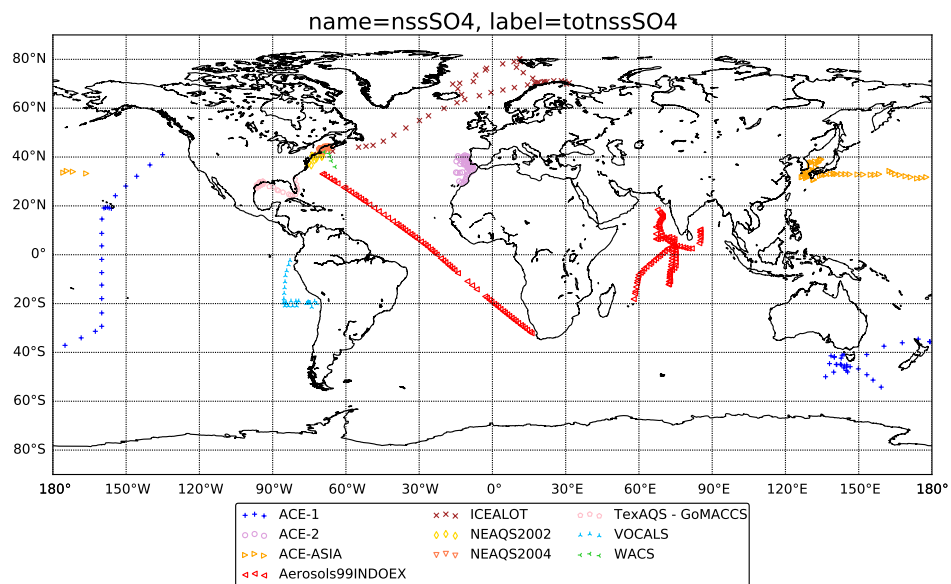 name=nssSO4, label=totnssSO4
80°N
60°N
40°N
20°N
0°
20°S
40°S
60°S
80°S
180° 150°W 120°W 90°W 60°W 30°W 0° 30°E 60°E 90°E 120°E 150°E 180°
ACE-1 ICEALOT TexAQS - GoMACCS
ACE-2 NEAQS2002 VOCALS
ACE-ASIA NEAQS2004 WACS
Aerosols99INDOEX